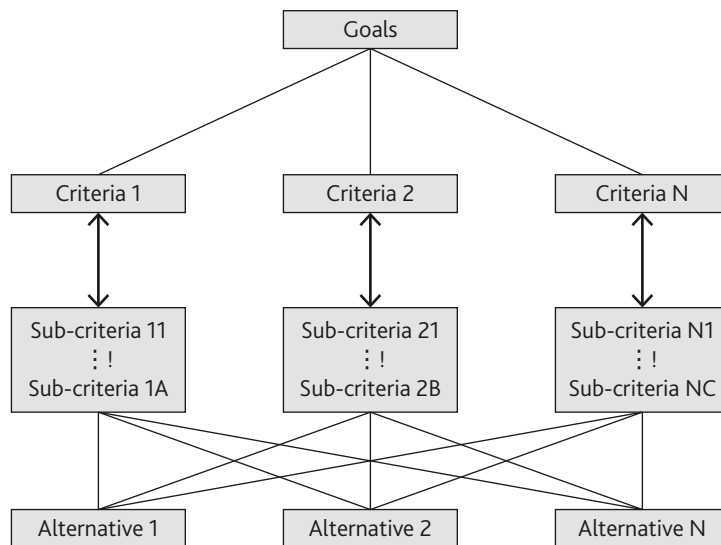 Goals
Criteria 1
Criteria 2
Criteria N
Sub-criteria 11
⋮ !
Sub-criteria 1A
Sub-criteria 21
⋮ !
Sub-criteria 2B
Sub-criteria N1
⋮ !
Sub-criteria NC
Alternative 1
Alternative 2
Alternative N